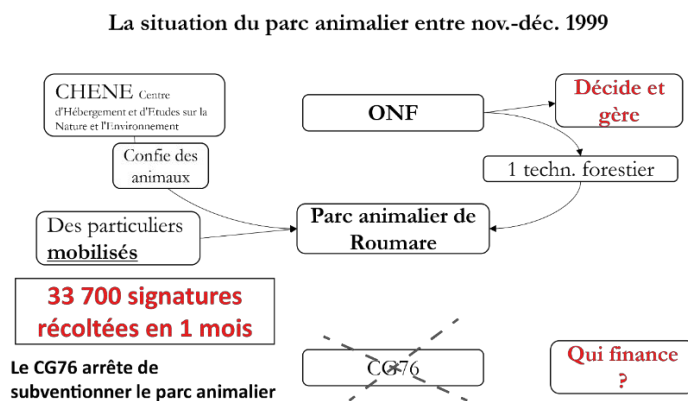 La situation du parc animalier entre nov.-déc. 1999
CHENE Centre
d'Hébergement et d'Etudes sur la
Nature et l'Environnement
ONF
Décide et
gère
Confie des
animaux
1 techn. forestier
Des particuliers
mobilisés
Parc animalier de
Roumare
33 700 signatures
récoltées en 1 mois
Le CG76 arrête de
subventionner le parc animalier
CG76
Qui finance
?